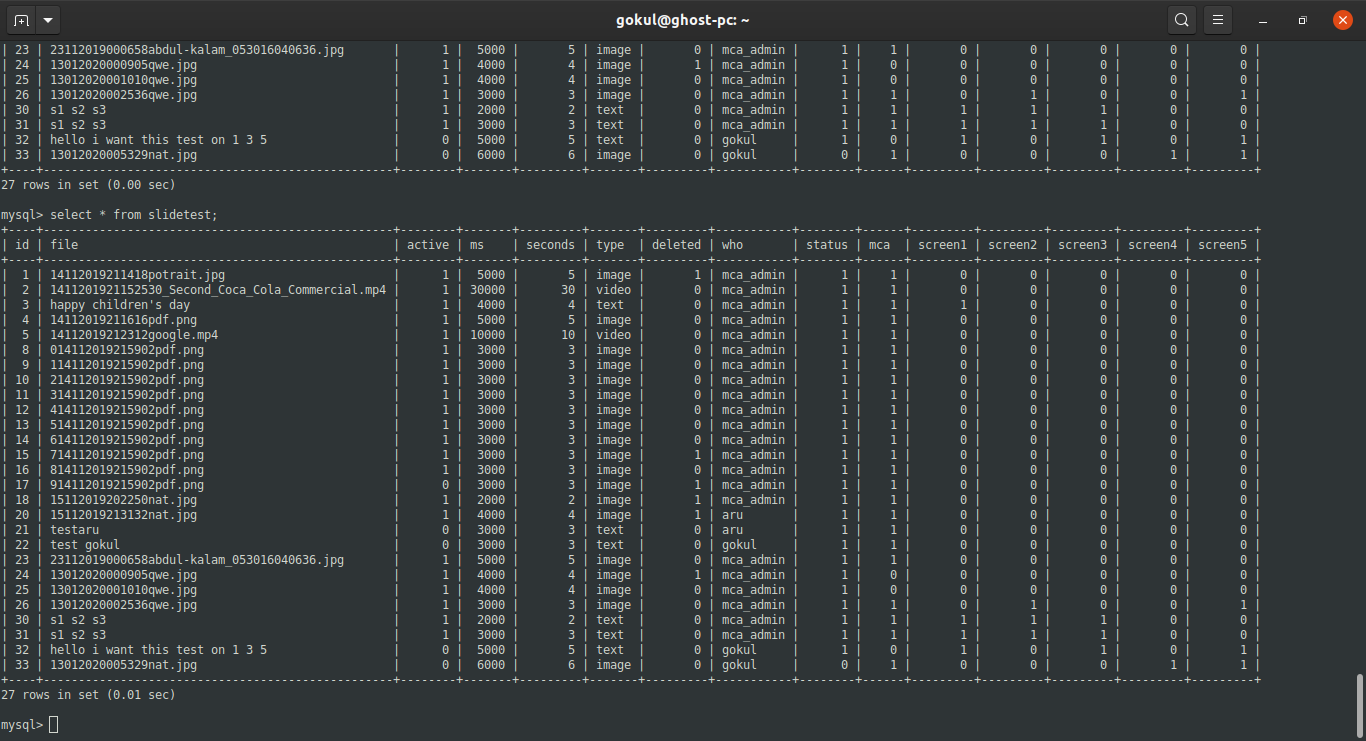 gokul@ghost-pc: ~
| 23 | 23112019000658abdul-kalam_053016040636.jpg       |      1 |  5000 |       5 | image |       0 | mca_admin |      1 |   1 |       0 |       0 |       0 |       0 |       0 |
| 24 | 13012020000905qwe.jpg                            |      1 |  4000 |       4 | image |       1 | mca_admin |      1 |   0 |       0 |       0 |       0 |       0 |       0 |
| 25 | 13012020001010qwe.jpg                            |      1 |  4000 |       4 | image |       0 | mca_admin |      1 |   0 |       0 |       0 |       0 |       0 |       0 |
| 26 | 13012020002536qwe.jpg                            |      1 |  3000 |       3 | image |       0 | mca_admin |      1 |   1 |       0 |       1 |       0 |       0 |       1 |
| 30 | s1 s2 s3                                         |      1 |  2000 |       2 | text  |       0 | mca_admin |      1 |   1 |       1 |       1 |       1 |       0 |       0 |
| 31 | s1 s2 s3                                         |      1 |  3000 |       3 | text  |       0 | mca_admin |      1 |   1 |       1 |       1 |       1 |       0 |       0 |
| 32 | hello i want this test on 1 3 5                  |      0 |  5000 |       5 | text  |       0 | gokul     |      1 |   0 |       1 |       0 |       1 |       0 |       1 |
| 33 | 13012020005329nat.jpg                            |      0 |  6000 |       6 | image |       0 | gokul     |      0 |   1 |       0 |       0 |       0 |       1 |       1 |
+----+--------------------------------------------------+--------+-------+---------+-------+---------+-----------+--------+-----+---------+---------+---------+---------+---------+
27 rows in set (0.00 sec)
mysql> select * from slidetest;
+----+--------------------------------------------------+--------+-------+---------+-------+---------+-----------+--------+-----+---------+---------+---------+---------+---------+
| id | file                                             | active | ms    | seconds | type  | deleted | who       | status | mca | screen1 | screen2 | screen3 | screen4 | screen5 |
+----+--------------------------------------------------+--------+-------+---------+-------+---------+-----------+--------+-----+---------+---------+---------+---------+---------+
|  1 | 14112019211418potrait.jpg                        |      1 |  5000 |       5 | image |       1 | mca_admin |      1 |   1 |       0 |       0 |       0 |       0 |       0 |
|  2 | 1411201921152530_Second_Coca_Cola_Commercial.mp4 |      1 | 30000 |      30 | video |       0 | mca_admin |      1 |   1 |       0 |       0 |       0 |       0 |       0 |
|  3 | happy children's day                             |      1 |  4000 |       4 | text  |       0 | mca_admin |      1 |   1 |       1 |       0 |       0 |       0 |       0 |
|  4 | 14112019211616pdf.png                            |      1 |  5000 |       5 | image |       0 | mca_admin |      1 |   1 |       0 |       0 |       0 |       0 |       0 |
|  5 | 14112019212312google.mp4                         |      1 | 10000 |      10 | video |       0 | mca_admin |      1 |   1 |       0 |       0 |       0 |       0 |       0 |
|  8 | 014112019215902pdf.png                           |      1 |  3000 |       3 | image |       0 | mca_admin |      1 |   1 |       0 |       0 |       0 |       0 |       0 |
|  9 | 114112019215902pdf.png                           |      1 |  3000 |       3 | image |       0 | mca_admin |      1 |   1 |       0 |       0 |       0 |       0 |       0 |
| 10 | 214112019215902pdf.png                           |      1 |  3000 |       3 | image |       0 | mca_admin |      1 |   1 |       0 |       0 |       0 |       0 |       0 |
| 11 | 314112019215902pdf.png                           |      1 |  3000 |       3 | image |       0 | mca_admin |      1 |   1 |       0 |       0 |       0 |       0 |       0 |
| 12 | 414112019215902pdf.png                           |      1 |  3000 |       3 | image |       0 | mca_admin |      1 |   1 |       0 |       0 |       0 |       0 |       0 |
| 13 | 514112019215902pdf.png                           |      1 |  3000 |       3 | image |       0 | mca_admin |      1 |   1 |       0 |       0 |       0 |       0 |       0 |
| 14 | 614112019215902pdf.png                           |      1 |  3000 |       3 | image |       0 | mca_admin |      1 |   1 |       0 |       0 |       0 |       0 |       0 |
| 15 | 714112019215902pdf.png                           |      1 |  3000 |       3 | image |       1 | mca_admin |      1 |   1 |       0 |       0 |       0 |       0 |       0 |
| 16 | 814112019215902pdf.png                           |      1 |  3000 |       3 | image |       0 | mca_admin |      1 |   1 |       0 |       0 |       0 |       0 |       0 |
| 17 | 914112019215902pdf.png                           |      0 |  3000 |       3 | image |       1 | mca_admin |      1 |   1 |       0 |       0 |       0 |       0 |       0 |
| 18 | 15112019202250nat.jpg                            |      1 |  2000 |       2 | image |       1 | mca_admin |      1 |   1 |       0 |       0 |       0 |       0 |       0 |
| 20 | 15112019213132nat.jpg                            |      1 |  4000 |       4 | image |       1 | aru       |      1 |   1 |       0 |       0 |       0 |       0 |       0 |
| 21 | testaru                                          |      0 |  3000 |       3 | text  |       0 | aru       |      1 |   1 |       0 |       0 |       0 |       0 |       0 |
| 22 | test gokul                                       |      0 |  3000 |       3 | text  |       0 | gokul     |      1 |   1 |       0 |       0 |       0 |       0 |       0 |
| 23 | 23112019000658abdul-kalam_053016040636.jpg       |      1 |  5000 |       5 | image |       0 | mca_admin |      1 |   1 |       0 |       0 |       0 |       0 |       0 |
| 24 | 13012020000905qwe.jpg                            |      1 |  4000 |       4 | image |       1 | mca_admin |      1 |   0 |       0 |       0 |       0 |       0 |       0 |
| 25 | 13012020001010qwe.jpg                            |      1 |  4000 |       4 | image |       0 | mca_admin |      1 |   0 |       0 |       0 |       0 |       0 |       0 |
| 26 | 13012020002536qwe.jpg                            |      1 |  3000 |       3 | image |       0 | mca_admin |      1 |   1 |       0 |       1 |       0 |       0 |       1 |
| 30 | s1 s2 s3                                         |      1 |  2000 |       2 | text  |       0 | mca_admin |      1 |   1 |       1 |       1 |       1 |       0 |       0 |
| 31 | s1 s2 s3                                         |      1 |  3000 |       3 | text  |       0 | mca_admin |      1 |   1 |       1 |       1 |       1 |       0 |       0 |
| 32 | hello i want this test on 1 3 5                  |      0 |  5000 |       5 | text  |       0 | gokul     |      1 |   0 |       1 |       0 |       1 |       0 |       1 |
| 33 | 13012020005329nat.jpg                            |      0 |  6000 |       6 | image |       0 | gokul     |      0 |   1 |       0 |       0 |       0 |       1 |       1 |
+----+--------------------------------------------------+--------+-------+---------+-------+---------+-----------+--------+-----+---------+---------+---------+---------+---------+
27 rows in set (0.01 sec)
mysql>